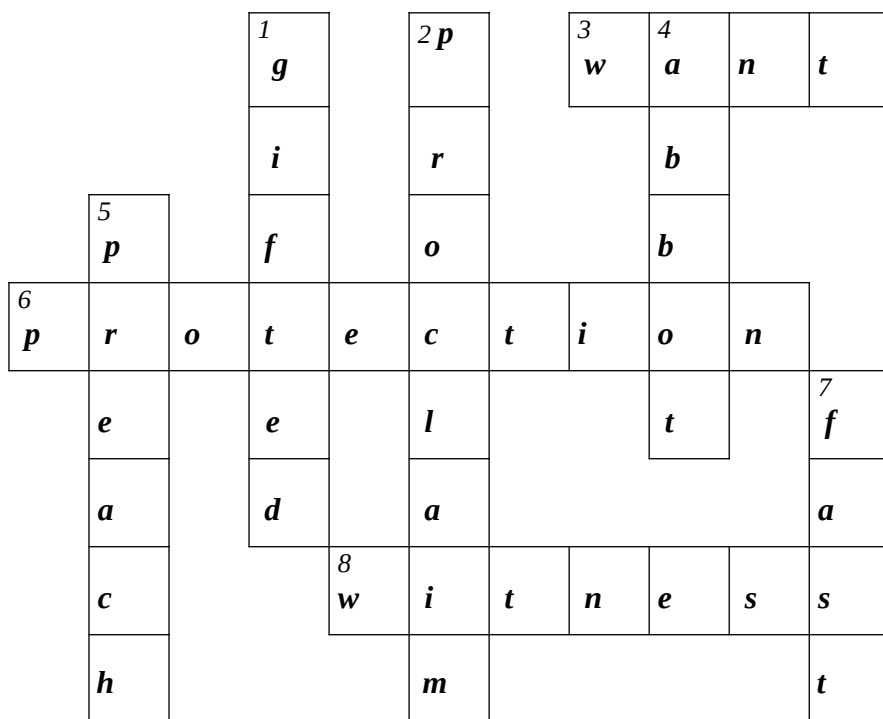 1 2 p 3 4
g w a n t
i r b
5
p f o b
6
p r o t e c t i o n
7
e e l t f
a d a a
8
c w i t n e s s
h m t